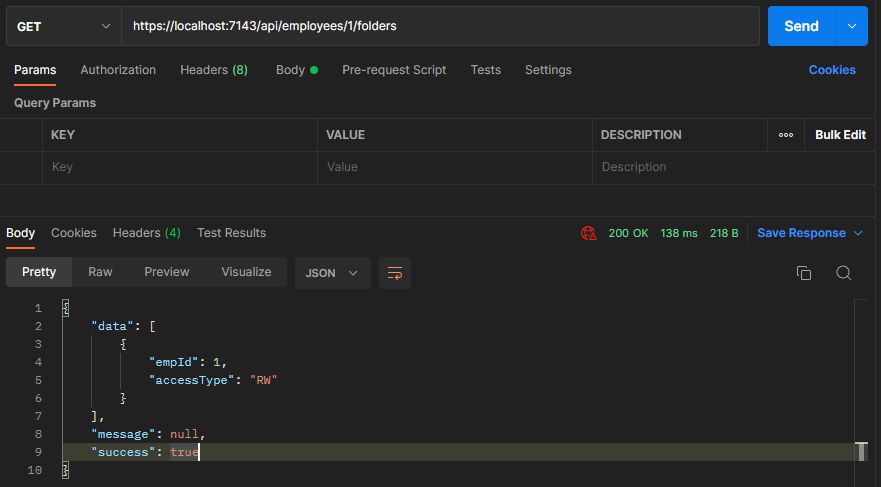 GET https://localhost:7143/api/employees/1/folders Send
Params Authorization Headers (8) Body Pre-request Script Tests Settings Cookies
Query Params
KEY VALUE DESCRIPTION ooo Bulk Edit
Key Value Description
Body Cookies Headers (4) Test Results 200 OK 138 ms 218 B Save Response
Pretty Raw Preview Visualize JSON
1 {
2 "data": [
3 {
4 "empId": 1,
5 "accessType": "RW"
6 }
7 ],
8 "message": null,
9 "success": true
10 }